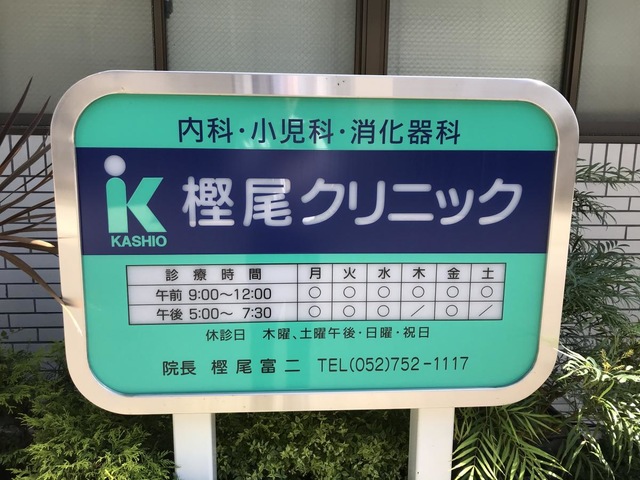 内科・小児科・消化器科
KASHIO
樫尾クリニック
診療時間 月 火 水 木 金 土
午前 9:00～12:00 ○ ○ ○ ○ ○ ○
午後 5:00～ 7:30 ○ ○ ○ ／ ○ ／
休診日 木曜、土曜午後・日曜・祝日
院長 樫尾富二 TEL(052)752-1117